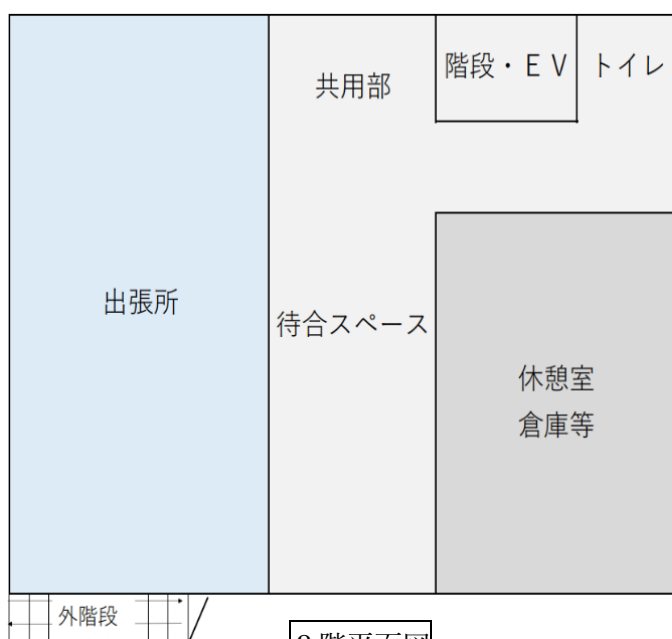 共用部
階段・ＥＶ
トイレ
出張所
待合スペース
休憩室
倉庫等
外階段
階平面図